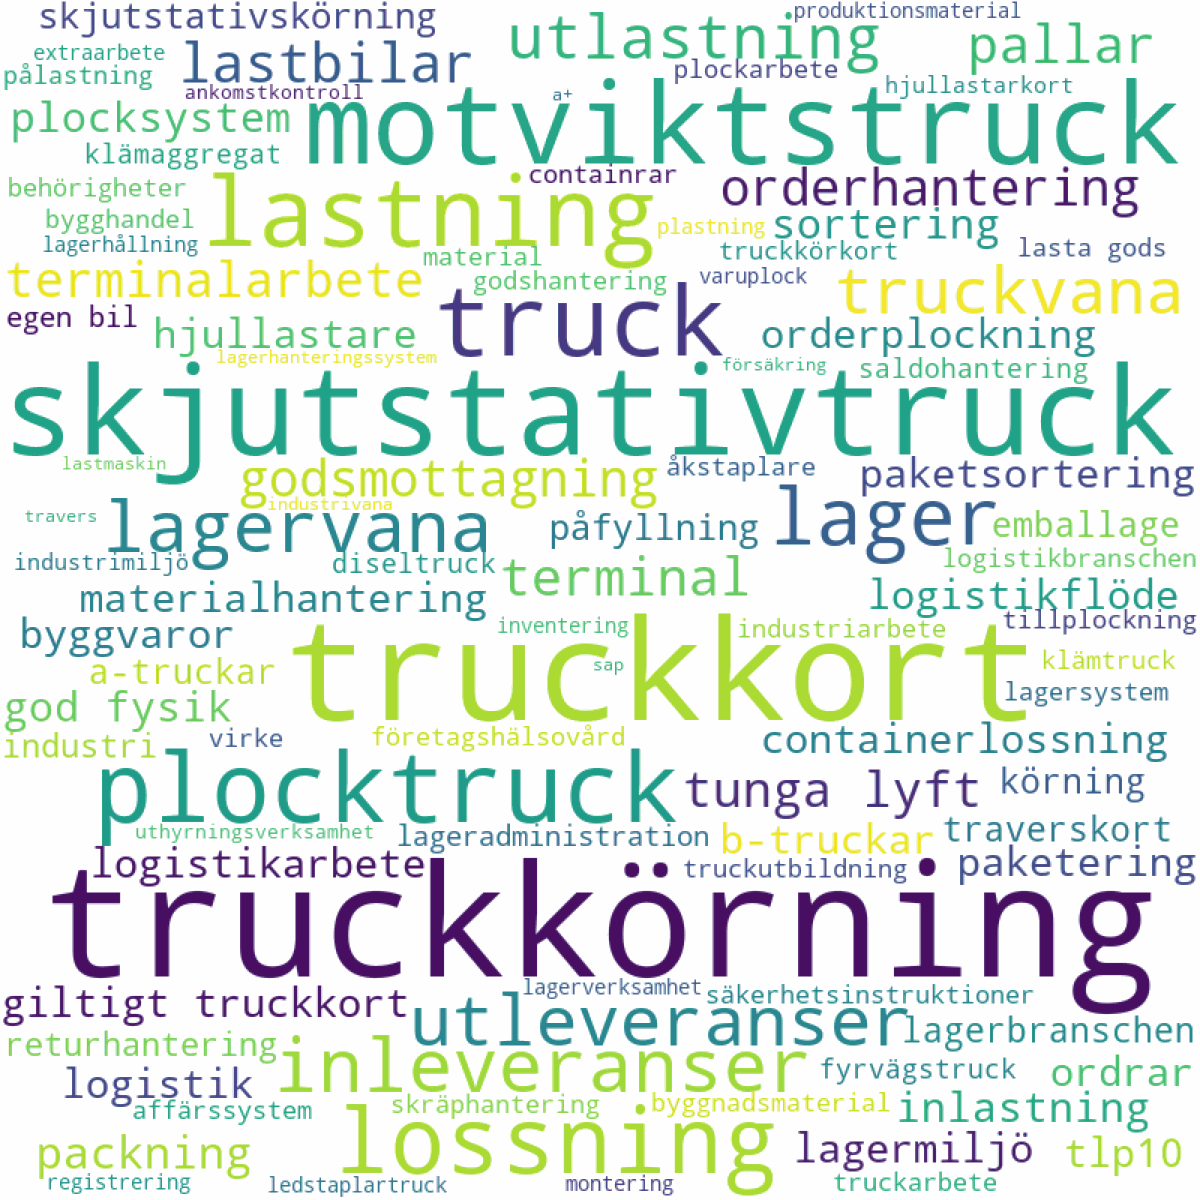 skjutstativskörning
produktionsmaterial
extraarbete
utlastning
pallar
lastbilar
pålastning
plockarbete
hjullastarkort
ankomstkontroll
a+
plocksystem
motviktstruck
klämaggregat
containrar
orderhantering
behörigheter
lastning
bygghandel
plastning
sortering
lagerhållning
material
truckkörkort
lasta gods
terminalarbete
godshantering
varuplock
truckvana
egen bil
truck
hjullastare
orderplockning
lagerhanteringssystem
försäkring
saldohantering
skjutstativtruck
lastmaskin
godsmottagning
åkstaplare
paketsortering
industrivana
travers
lagervana
påfyllning
lager
emballage
industrimiljö
diseltruck
terminal
logistikbranschen
materialhantering
logistikflöde
byggvaror
inventering
industriarbete
tillplockning
truckkort
sap
a-truckar
klämtruck
god fysik
lagersystem
industri
virke
företagshälsovård
containerlossning
plocktruck
tunga lyft
körning
uthyrningsverksamhet
lageradministration
b-truckar
traverskort
logistikarbete
truckutbildning
paketering
truckkörning
lagerverksamhet
säkerhetsinstruktioner
giltigt truckkort
utleveranser
lagerbranschen
returhantering
inleveranser
fyrvägstruck
ordrar
logistik
affärssystem
skräphantering
byggnadsmaterial
inlastning
packning
lossning
lagermiljö
tlp10
registrering
ledstaplartruck
montering
truckarbete